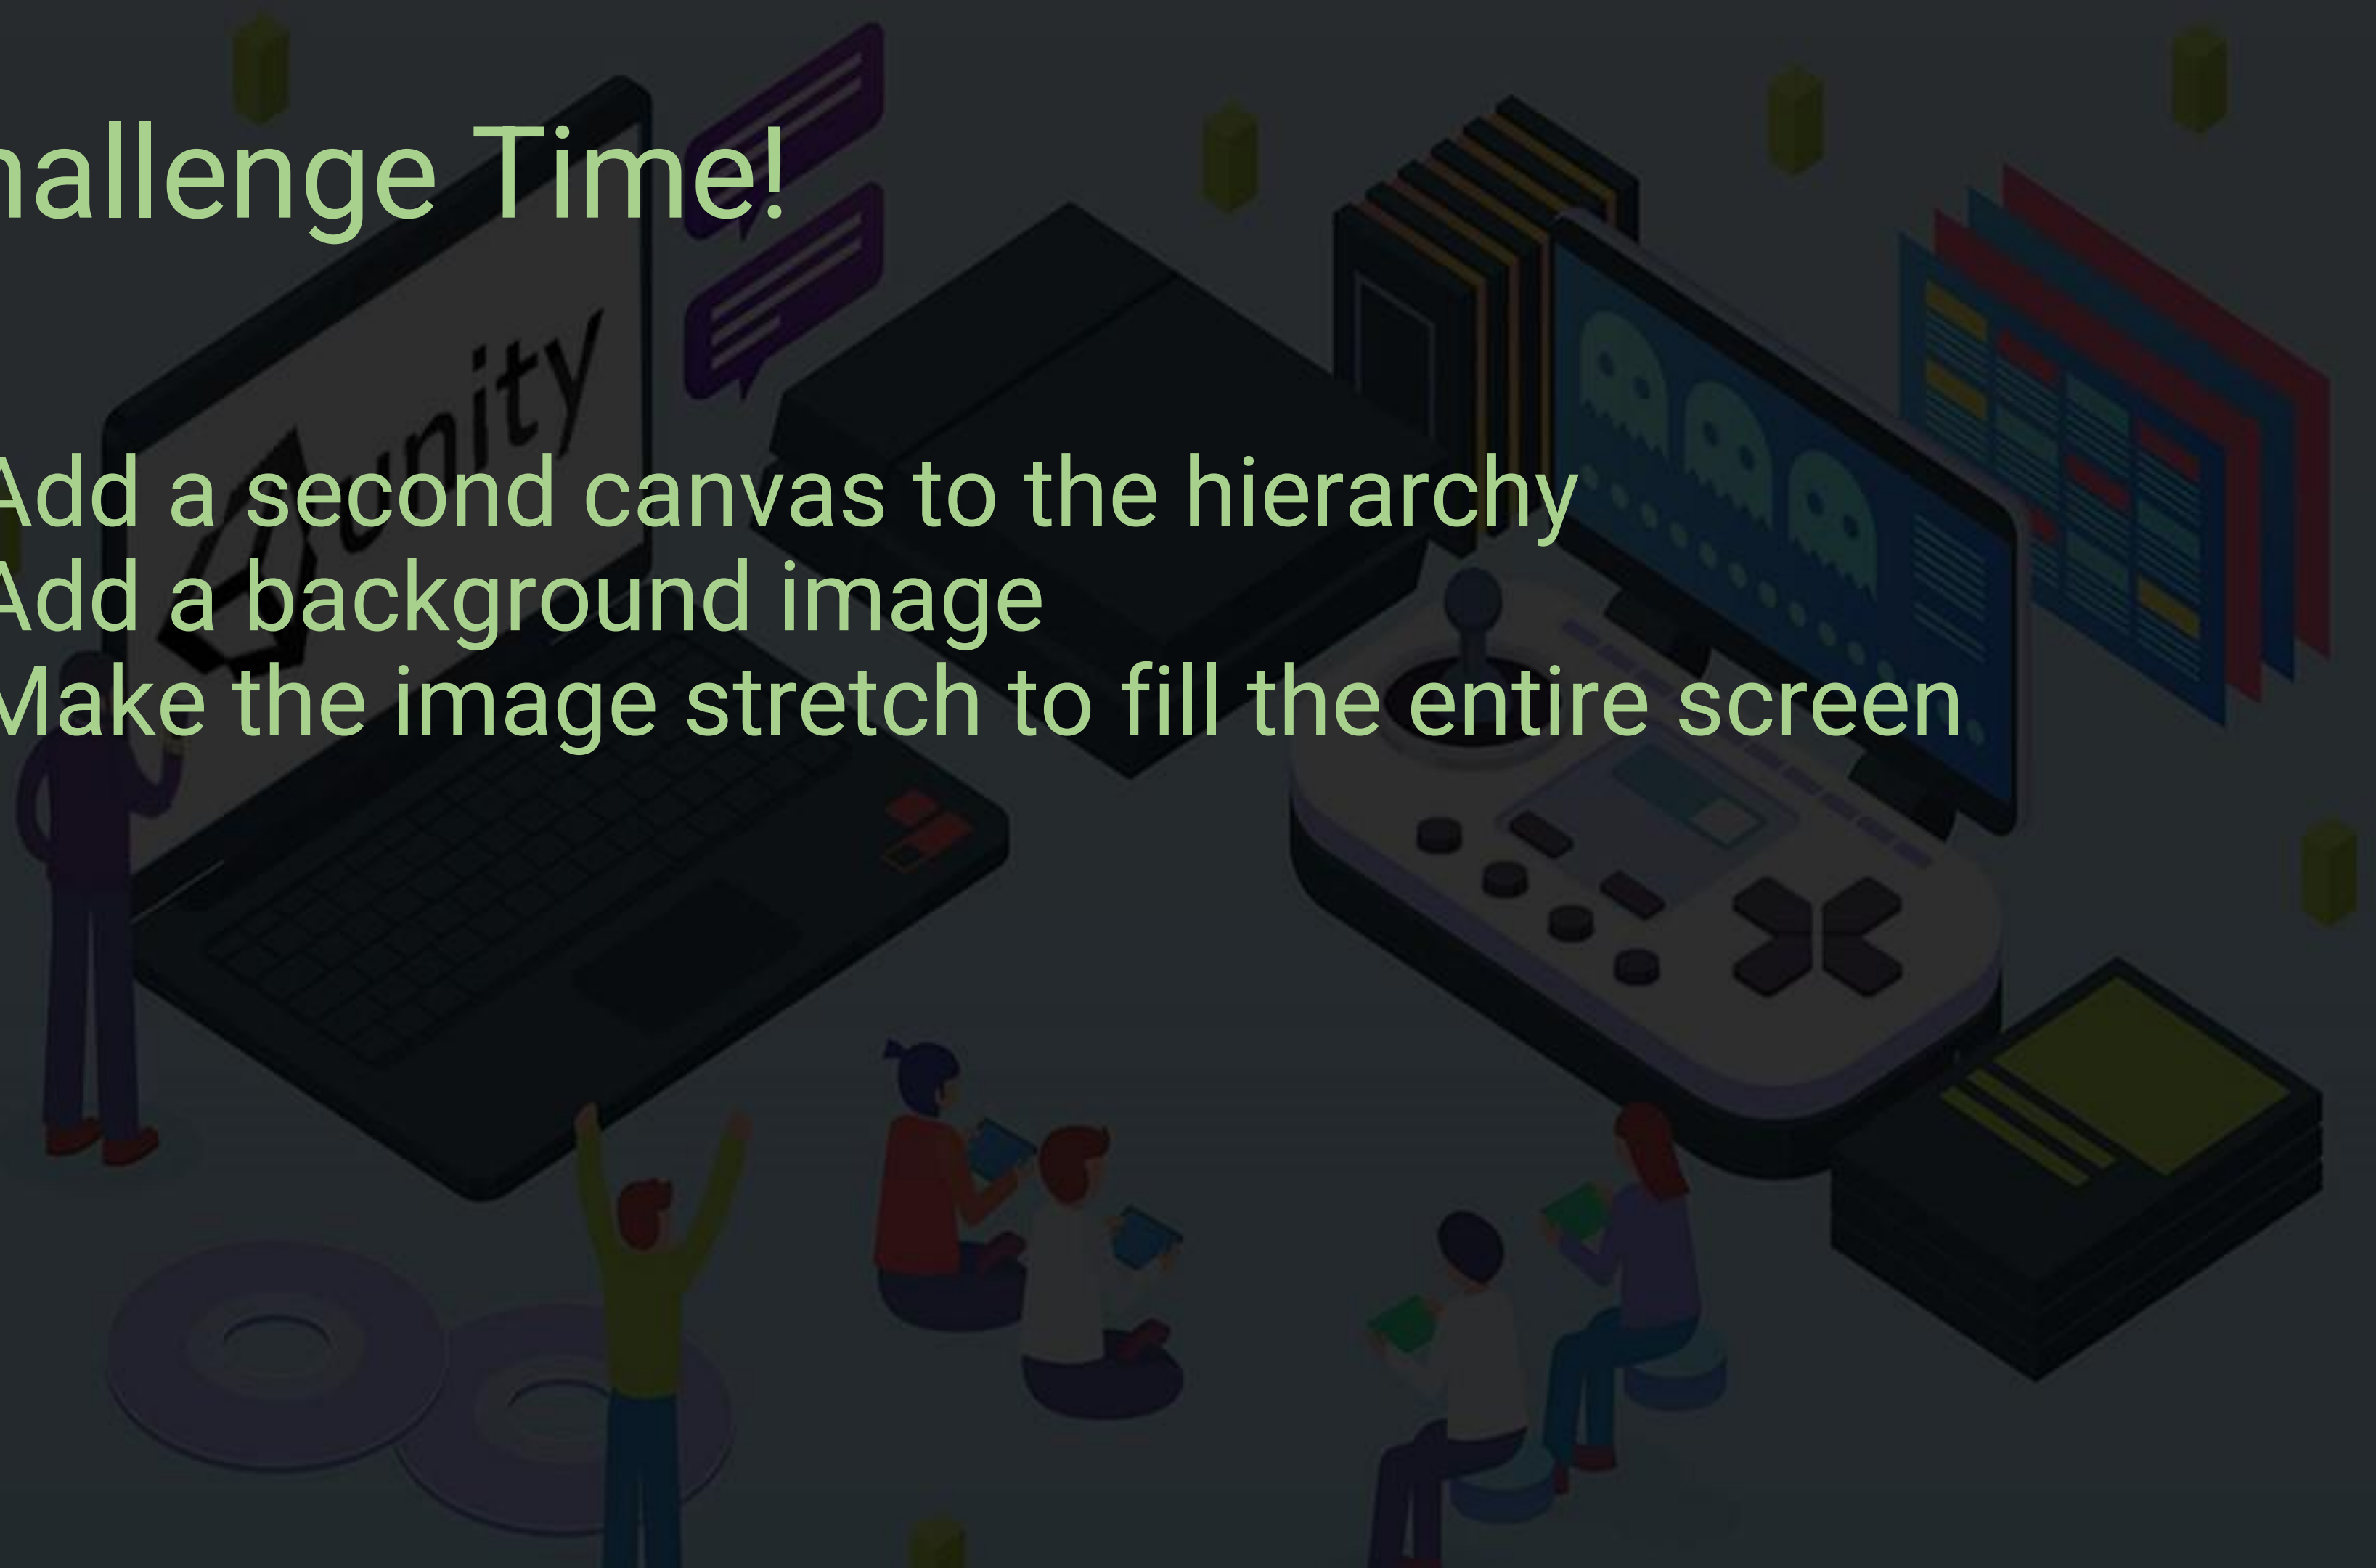 hallenge Time!
unity
Add a second canvas to the hierarchy
Add a background image
Make the image stretch to fill the entire screen